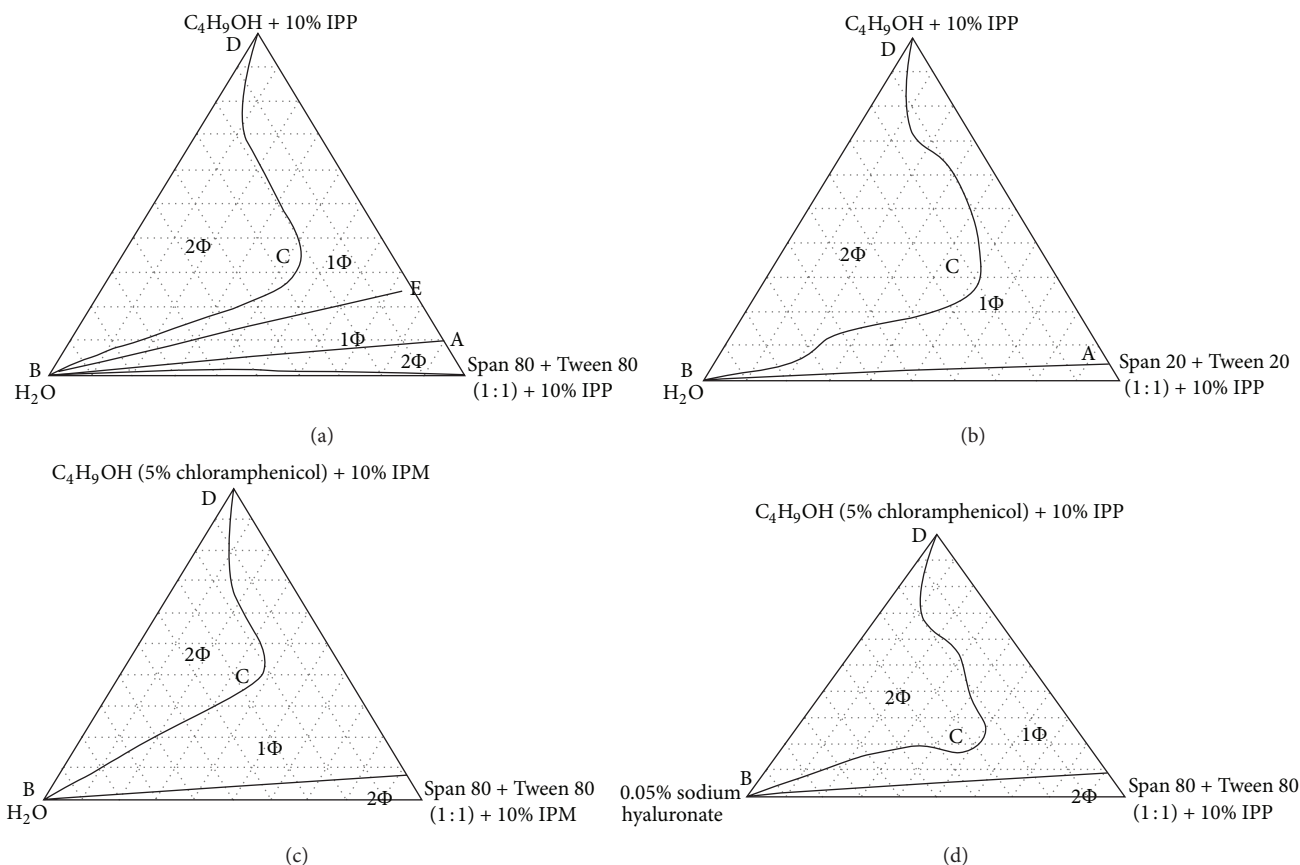 C₄H₉OH + 10% IPP
D
2Φ
C
1Φ
E
1Φ
A
2Φ
B
H₂O
Span 80 + Tween 80
(1 : 1) + 10% IPP
(a)
C₄H₉OH + 10% IPP
D
2Φ
C
1Φ
A
B
H₂O
Span 20 + Tween 20
(1 : 1) + 10% IPP
(b)
C₄H₉OH (5% chloramphenicol) + 10% IPM
D
2Φ
C
1Φ
B
H₂O
2Φ
Span 80 + Tween 80
(1 : 1) + 10% IPM
(c)
C₄H₉OH (5% chloramphenicol) + 10% IPP
D
2Φ
C
1Φ
B
0.05% sodium
hyaluronate
2Φ
Span 80 + Tween 80
(1 : 1) + 10% IPP
(d)